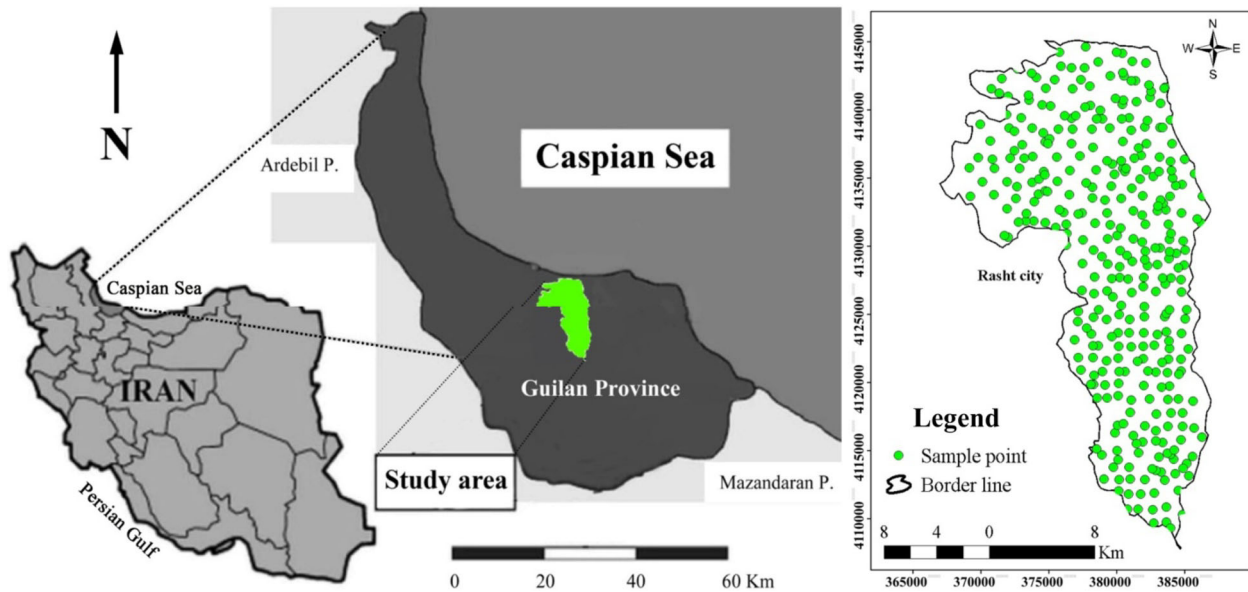 N
Ardebil P.
Caspian Sea
Caspian Sea
IRAN
Persian Gulf
Guilan Province
Study area
Mazandaran P.
0 20 40 60 Km
N
W E
S
4145000
4140000
4135000
4130000
4125000
4120000
4115000
4110000
Rasht city
Legend
Sample point
Border line
8 4 0 8
Km
365000 370000 375000 380000 385000